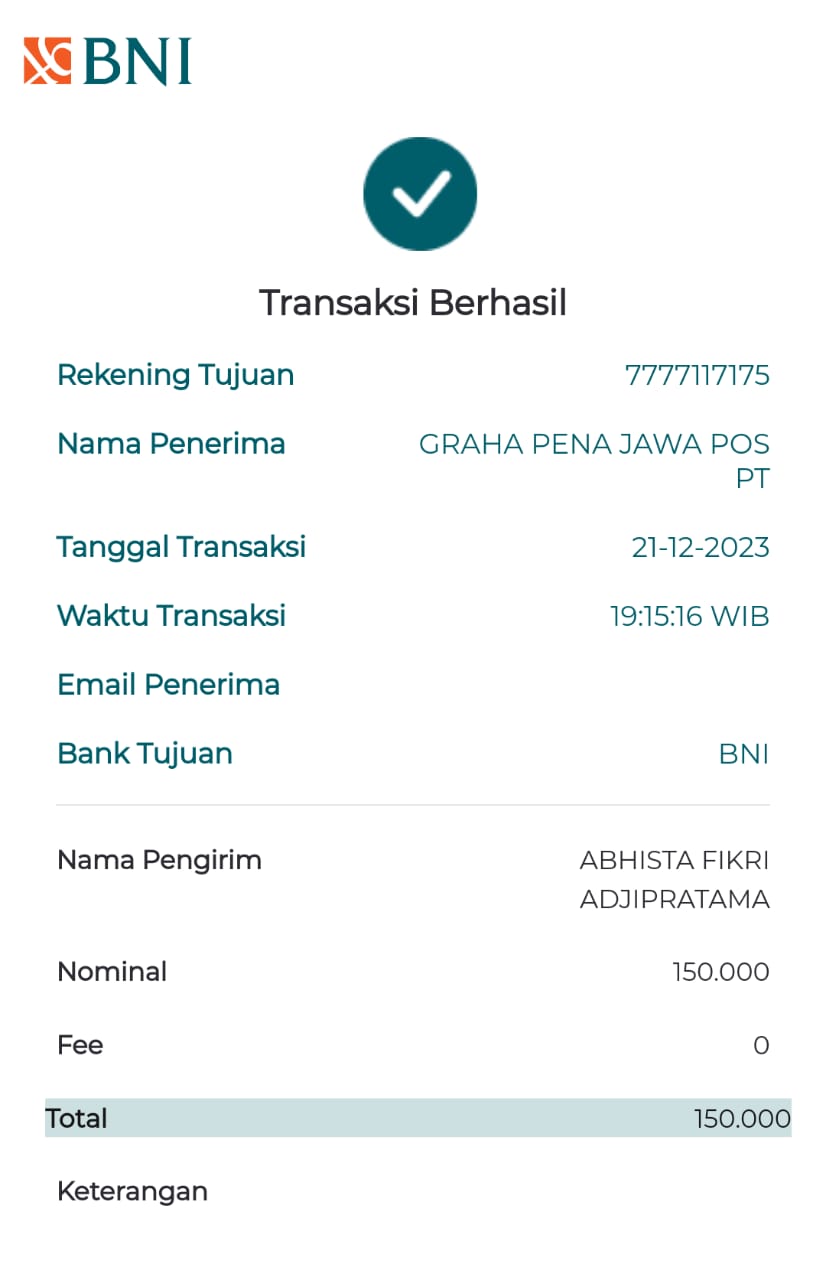 BNI
Transaksi Berhasil
Rekening Tujuan 7777117175
Nama Penerima GRAHA PENA JAWA POS
PT
Tanggal Transaksi 21-12-2023
Waktu Transaksi 19:15:16 WIB
Email Penerima
Bank Tujuan BNI
Nama Pengirim ABHISTA FIKRI
ADJIPRATAMA
Nominal 150.000
Fee 0
Total 150.000
Keterangan